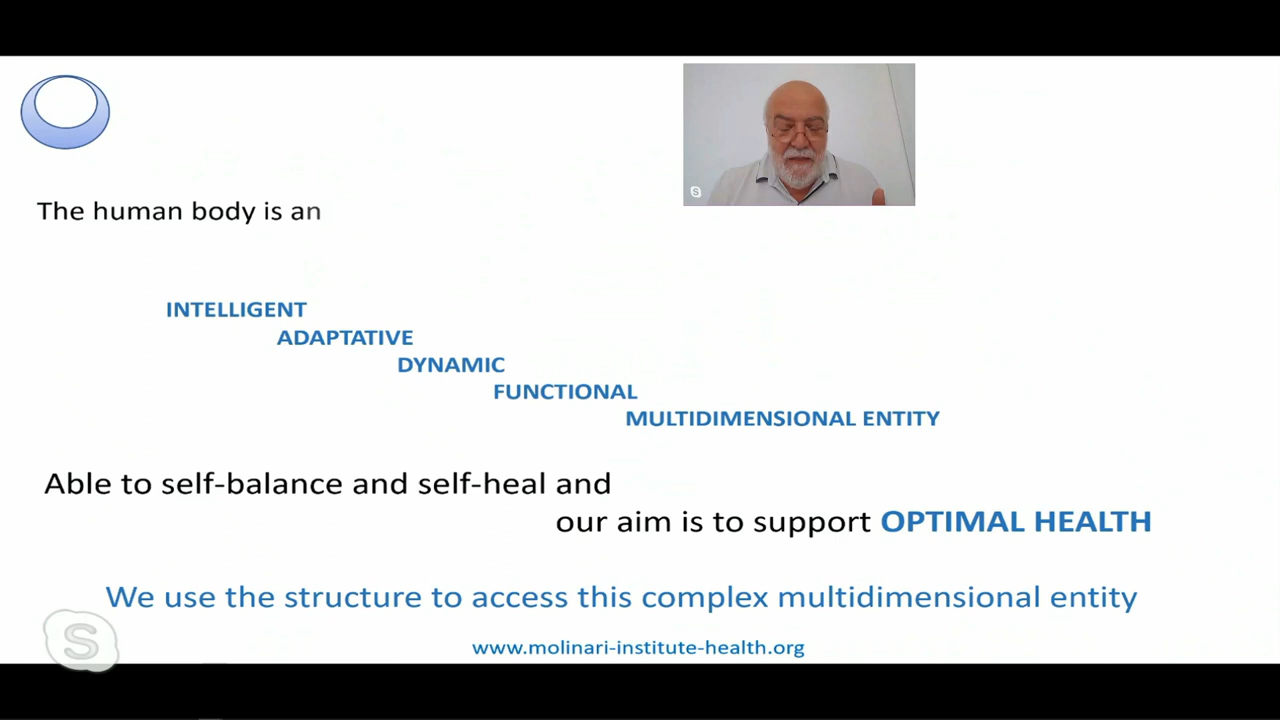 The human body is an
INTELLIGENT
ADAPTATIVE
DYNAMIC
FUNCTIONAL
MULTIDIMENSIONAL ENTITY
Able to self-balance and self-heal and
our aim is to support OPTIMAL HEALTH
We use the structure to access this complex multidimensional entity
www.molinari-institute-health.org